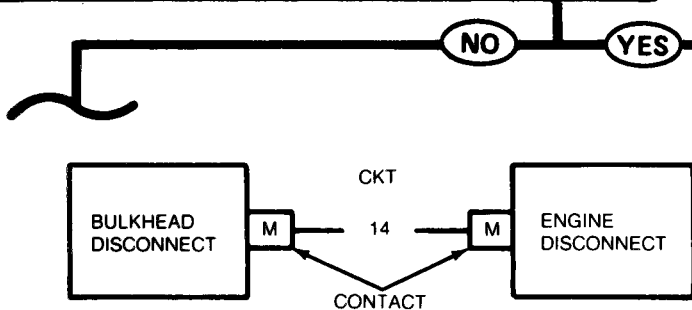 NO YES
CKT
BULKHEAD DISCONNECT
M 14 M
ENGINE DISCONNECT
CONTACT